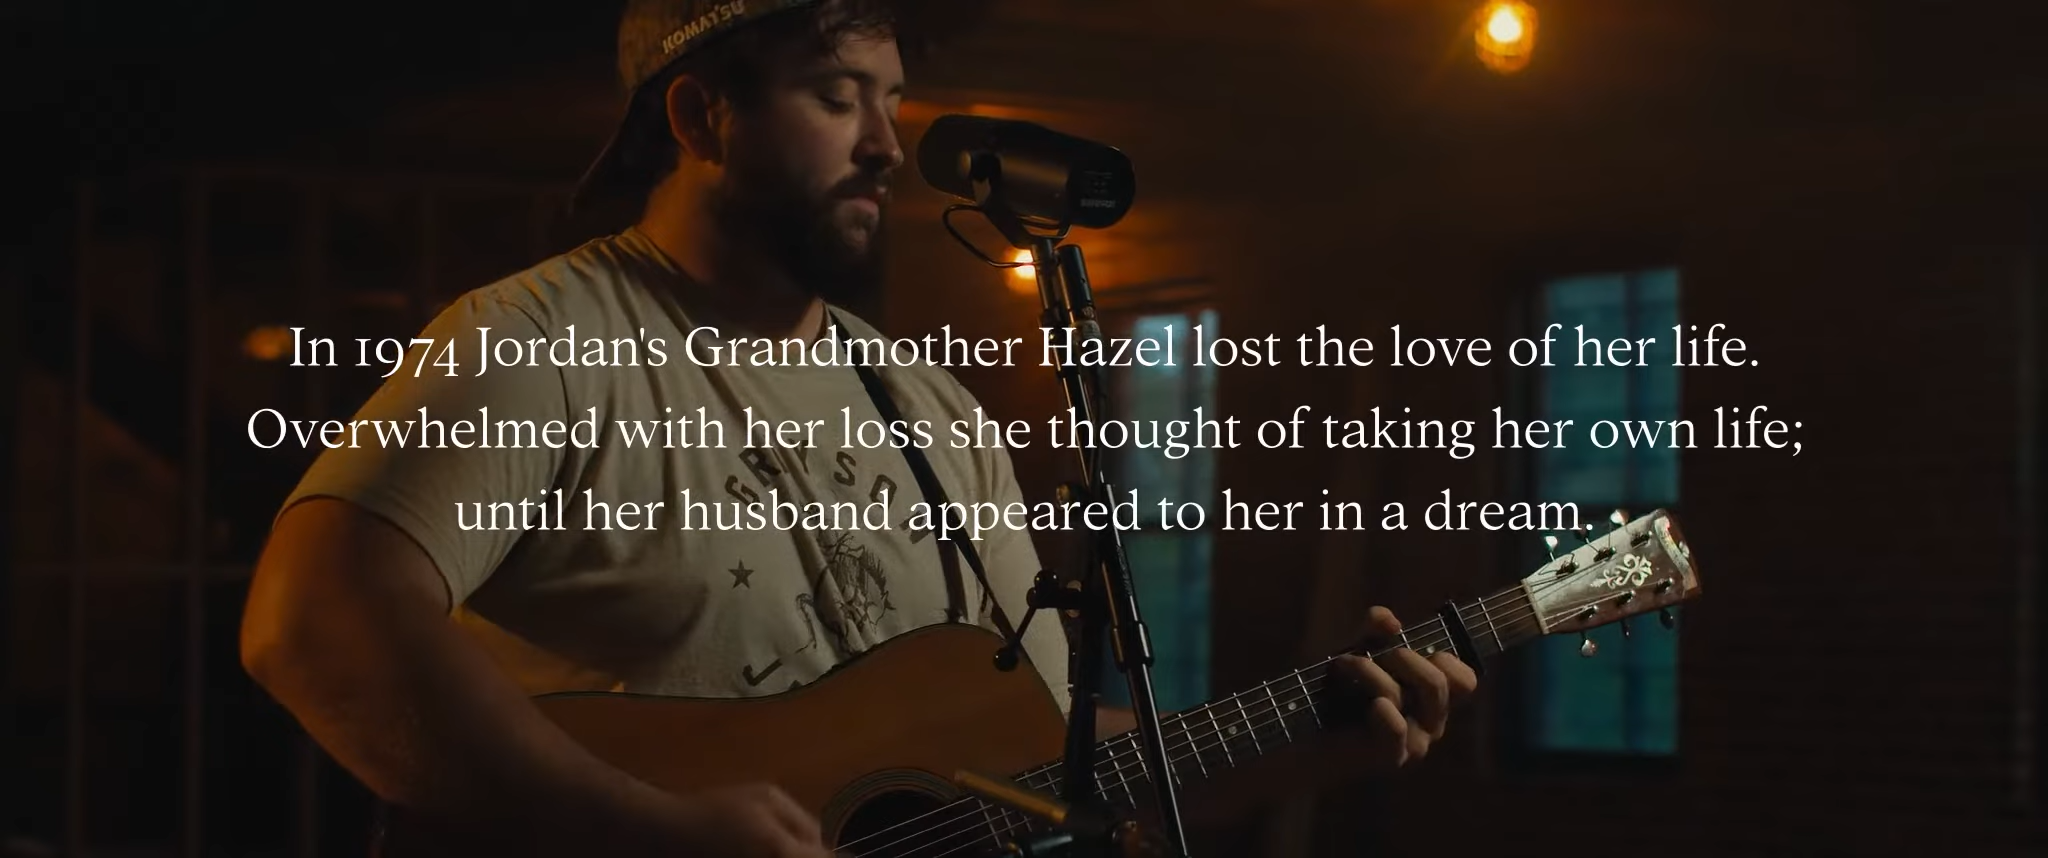 KOMATSU
In 1974 Jordan's Grandmother Hazel lost the love of her life.
Overwhelmed with her loss she thought of taking her own life;
until her husband appeared to her in a dream.